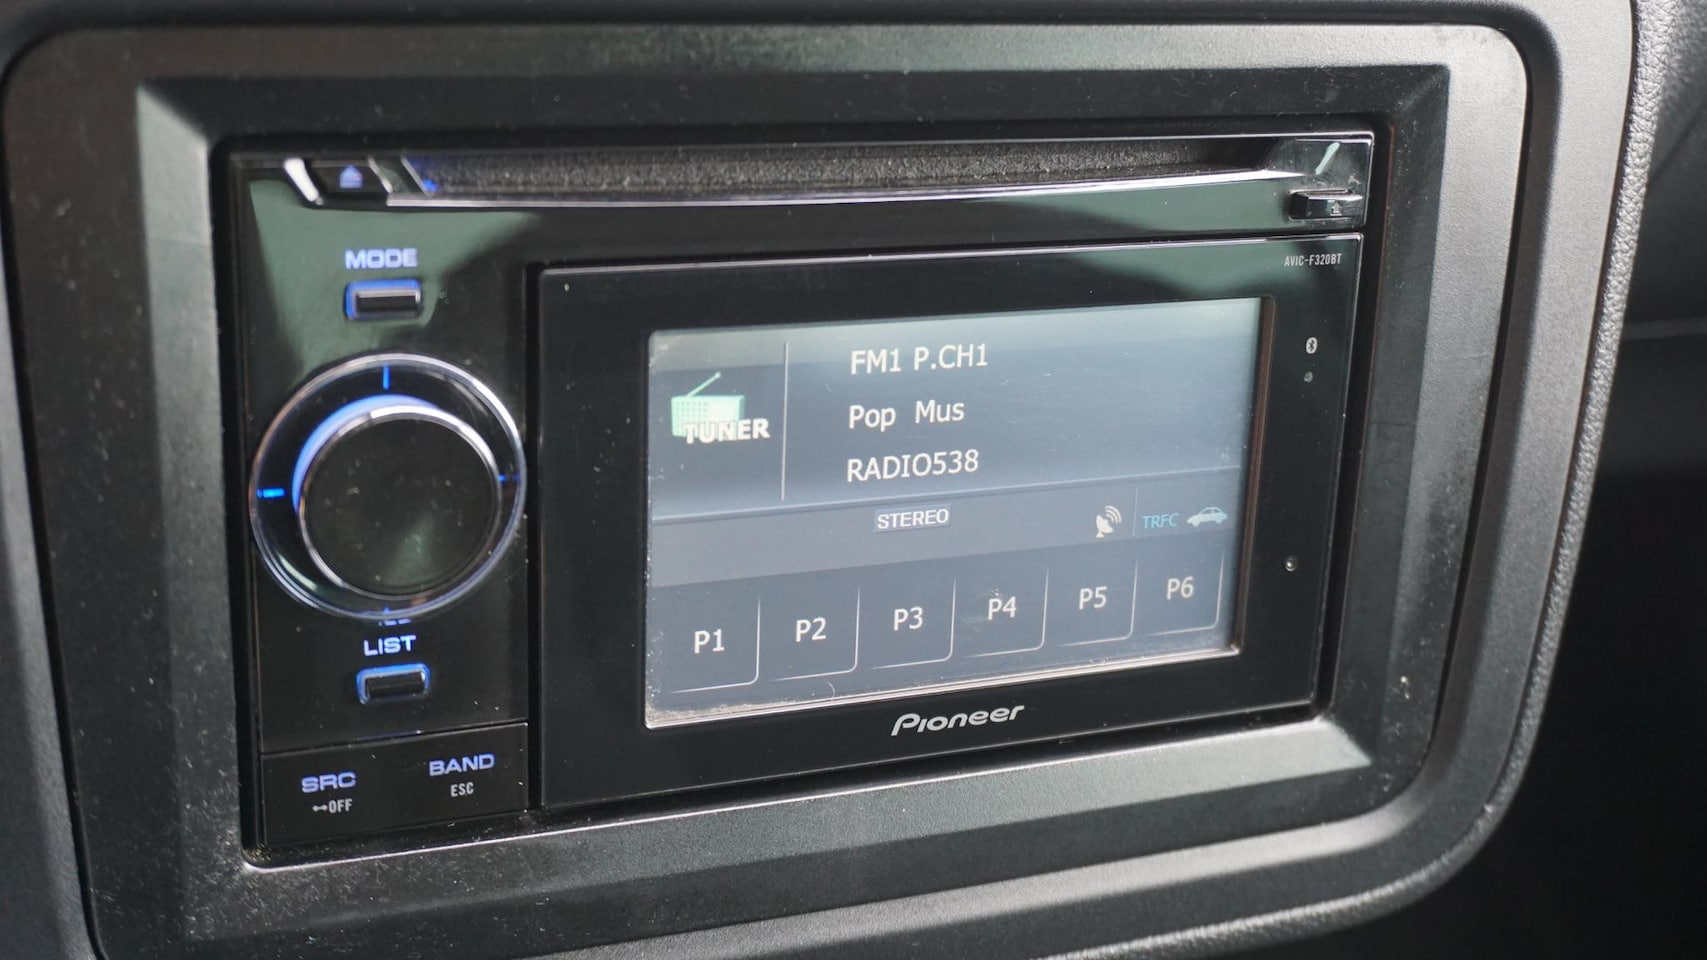 MODE
AVIC-F320BT
FM1 P.CH1
TUNER
Pop Mus
RADIO538
STEREO
TRFC
P1 P2 P3 P4 P5 P6
LIST
Pioneer
SRC
OFF
BAND
ESC